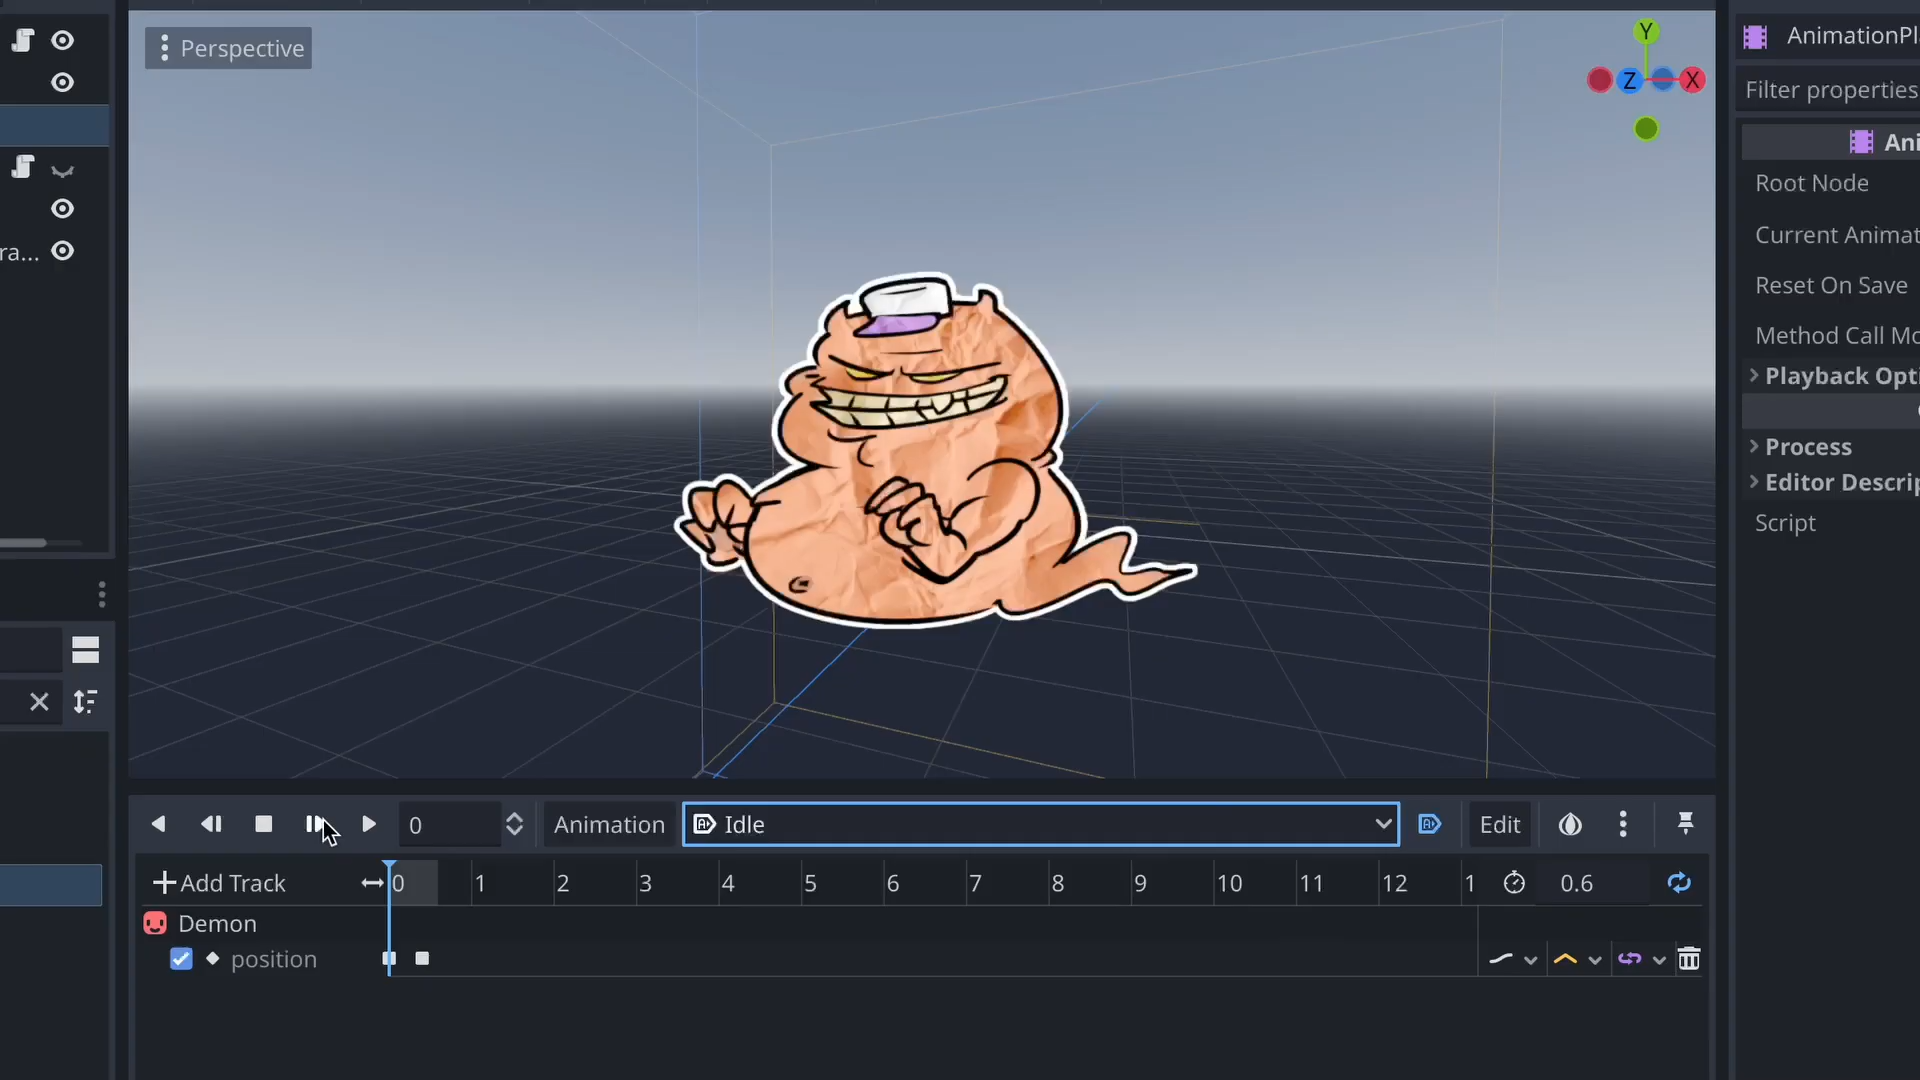 Perspective
Y
Z
X
ra...
AnimationPl
Filter properties
Ani
Root Node
Current Animat
Reset On Save
Method Call Mo
Playback Opti
Process
Editor Descrip
Script
0
Animation
Idle
Edit
Add Track
0 1 2 3 4 5 6 7 8 9 10 11 12 1
0.6
Demon
position